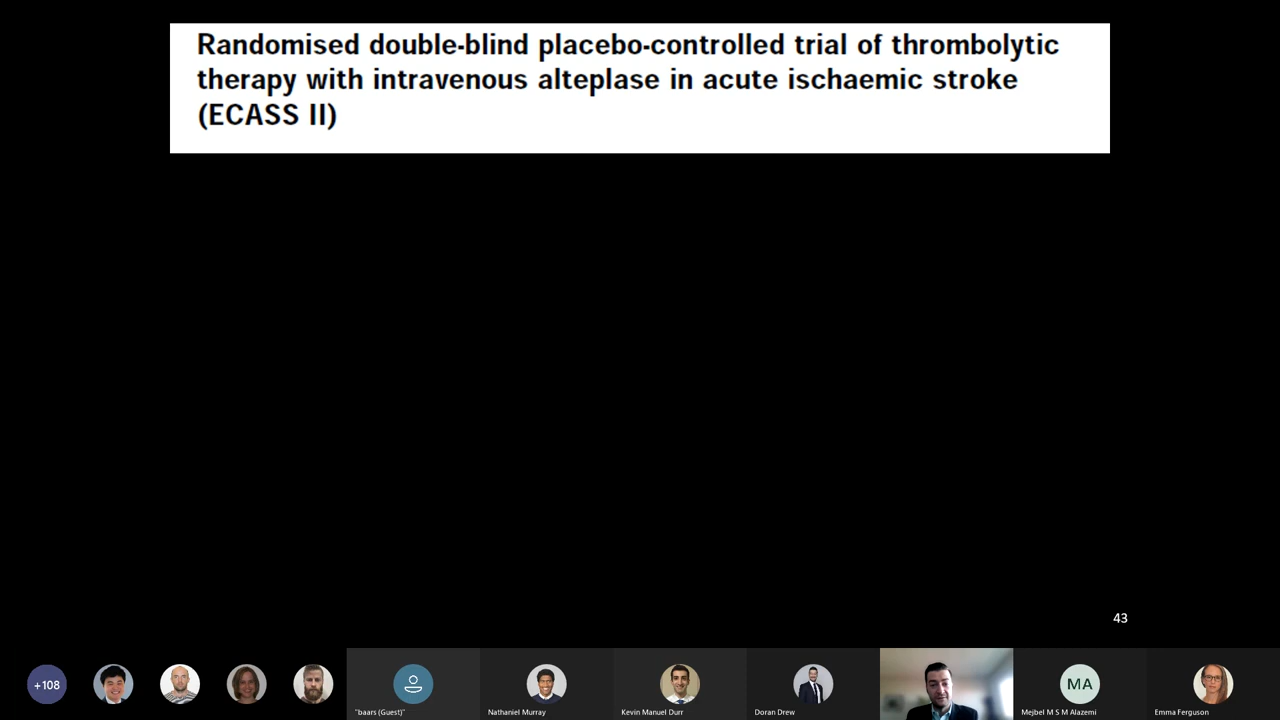 Randomised double-blind placebo-controlled trial of thrombolytic
therapy with intravenous alteplase in acute ischaemic stroke
(ECASS II)
43
+108
"baars (Guest)"
Nathaniel Murray
Kevin Manuel Durr
Doran Drew
MA
Mejbel M S M Alazemi
Emma Ferguson